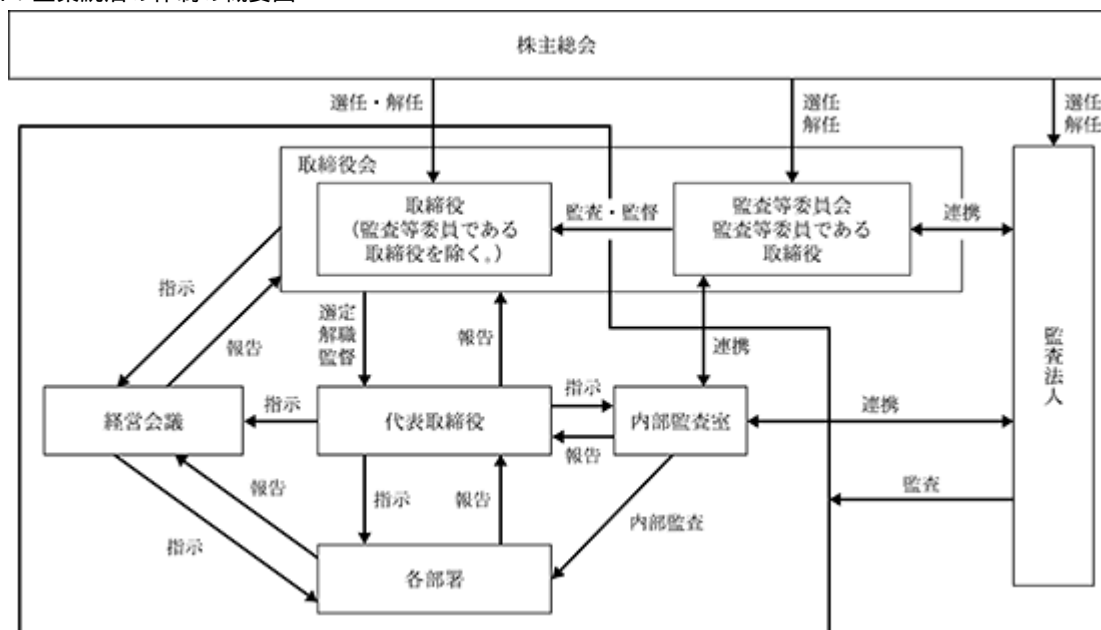 株主総会
選任・解任
選任
解任
選任
解任
取締役会
取締役
(監査等委員である
取締役を除く。)
監査・監督
監査等委員会
監査等委員である
取締役
連携
指示
報告
選定
解職
監督
報告
連携
監査法人
経営会議
指示
代表取締役
指示
報告
内部監査室
連携
報告
指示
報告
内部監査
監査
指示
各部署